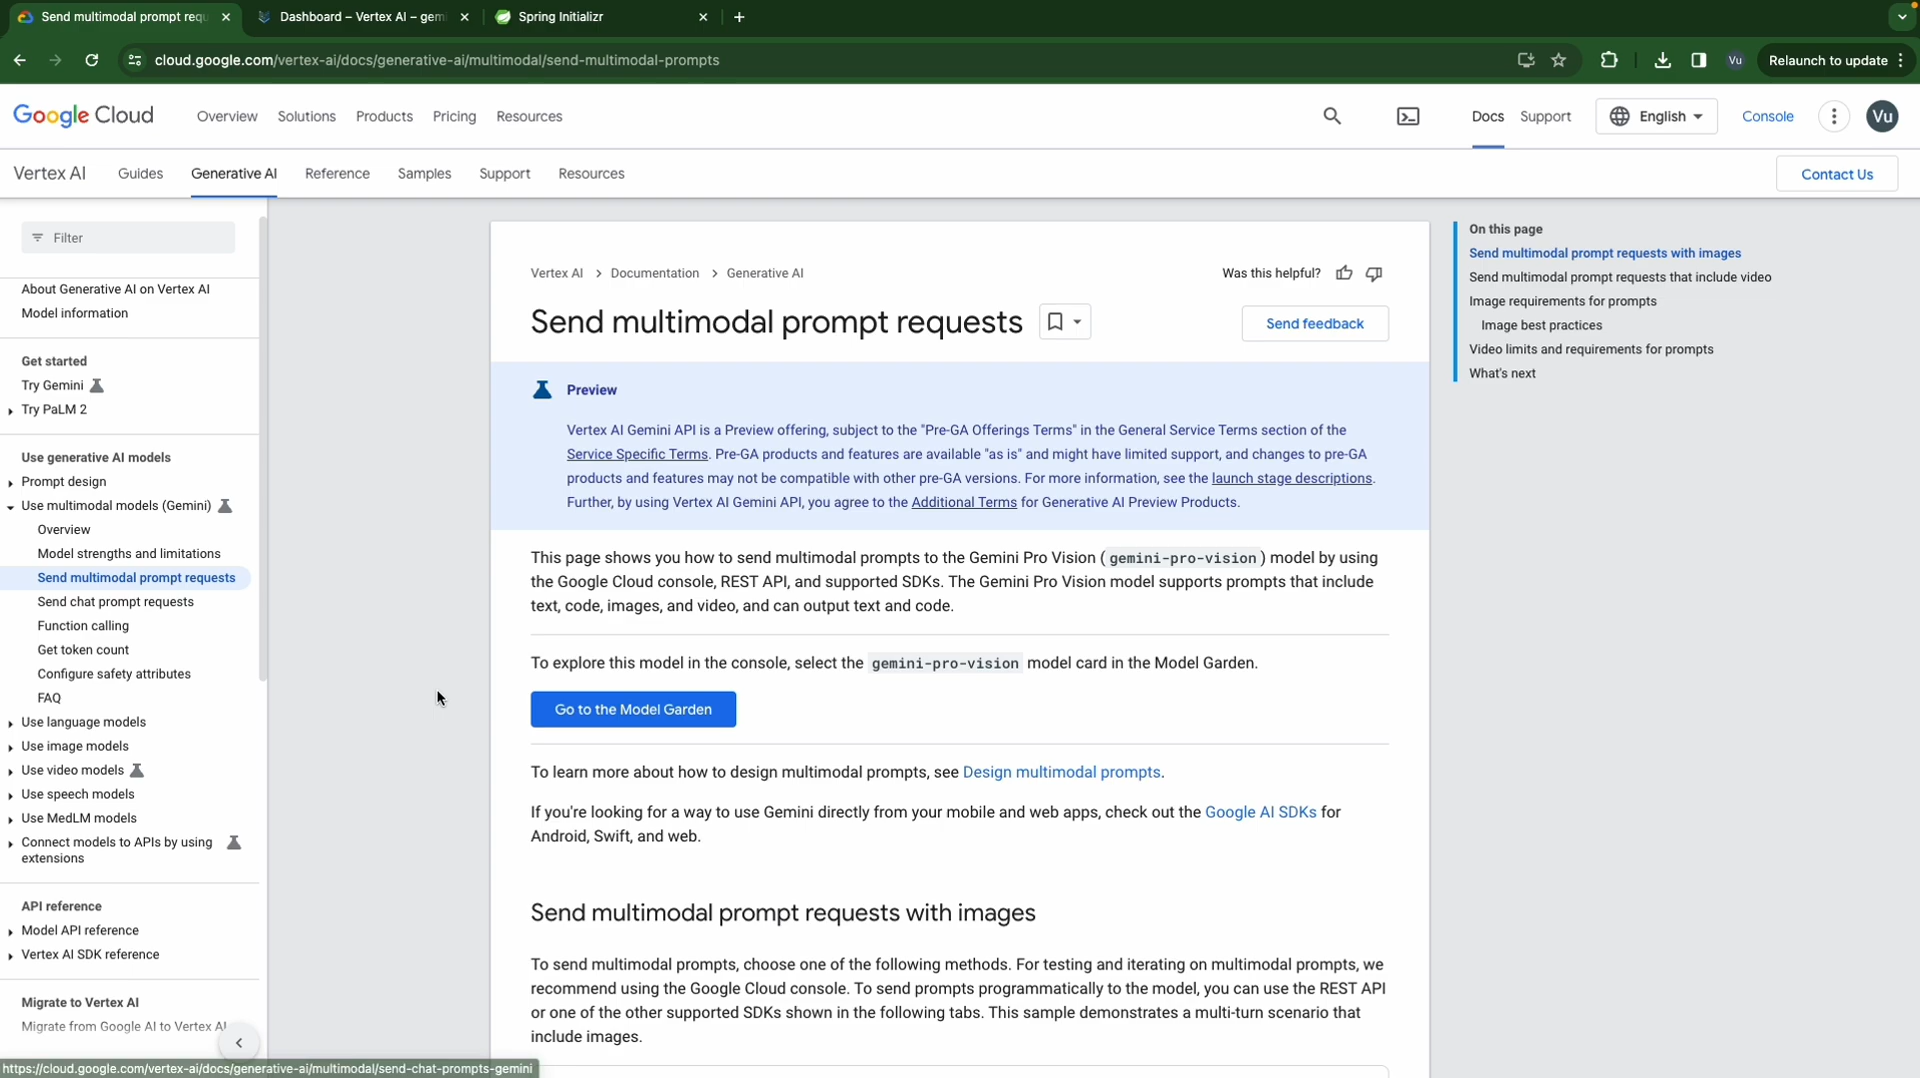 Send multimodal prompt requ
Dashboard – Vertex AI – gem
Spring Initializr
cloud.google.com/vertex-ai/docs/generative-ai/multimodal/send-multimodal-prompts
Vu
Relaunch to update
Google Cloud
Overview
Solutions
Products
Pricing
Resources
Docs
Support
English
Console
Vu
Vertex AI
Guides
Generative AI
Reference
Samples
Support
Resources
Contact Us
Filter
About Generative AI on Vertex AI
Model information
Get started
Try Gemini
Try PaLM 2
Use generative AI models
Prompt design
Use multimodal models (Gemini)
Overview
Model strengths and limitations
Send multimodal prompt requests
Send chat prompt requests
Function calling
Get token count
Configure safety attributes
FAQ
Use language models
Use image models
Use video models
Use speech models
Use MedLM models
Connect models to APIs by using
extensions
API reference
Model API reference
Vertex AI SDK reference
Migrate to Vertex AI
Migrate from Google AI to Vertex AI
https://cloud.google.com/vertex-ai/docs/generative-ai/multimodal/send-chat-prompts-gemini
Vertex AI > Documentation > Generative AI
Was this helpful?
Send multimodal prompt requests
Send feedback
Preview
Vertex AI Gemini API is a Preview offering, subject to the "Pre-GA Offerings Terms" in the General Service Terms section of the
Service Specific Terms. Pre-GA products and features are available "as is" and might have limited support, and changes to pre-GA
products and features may not be compatible with other pre-GA versions. For more information, see the launch stage descriptions.
Further, by using Vertex AI Gemini API, you agree to the Additional Terms for Generative AI Preview Products.
This page shows you how to send multimodal prompts to the Gemini Pro Vision (gemini-pro-vision) model by using
the Google Cloud console, REST API, and supported SDKs. The Gemini Pro Vision model supports prompts that include
text, code, images, and video, and can output text and code.
To explore this model in the console, select the gemini-pro-vision model card in the Model Garden.
Go to the Model Garden
To learn more about how to design multimodal prompts, see Design multimodal prompts.
If you're looking for a way to use Gemini directly from your mobile and web apps, check out the Google AI SDKs for
Android, Swift, and web.
Send multimodal prompt requests with images
To send multimodal prompts, choose one of the following methods. For testing and iterating on multimodal prompts, we
recommend using the Google Cloud console. To send prompts programmatically to the model, you can use the REST API
or one of the other supported SDKs shown in the following tabs. This sample demonstrates a multi-turn scenario that
include images.
On this page
Send multimodal prompt requests with images
Send multimodal prompt requests that include video
Image requirements for prompts
Image best practices
Video limits and requirements for prompts
What's next